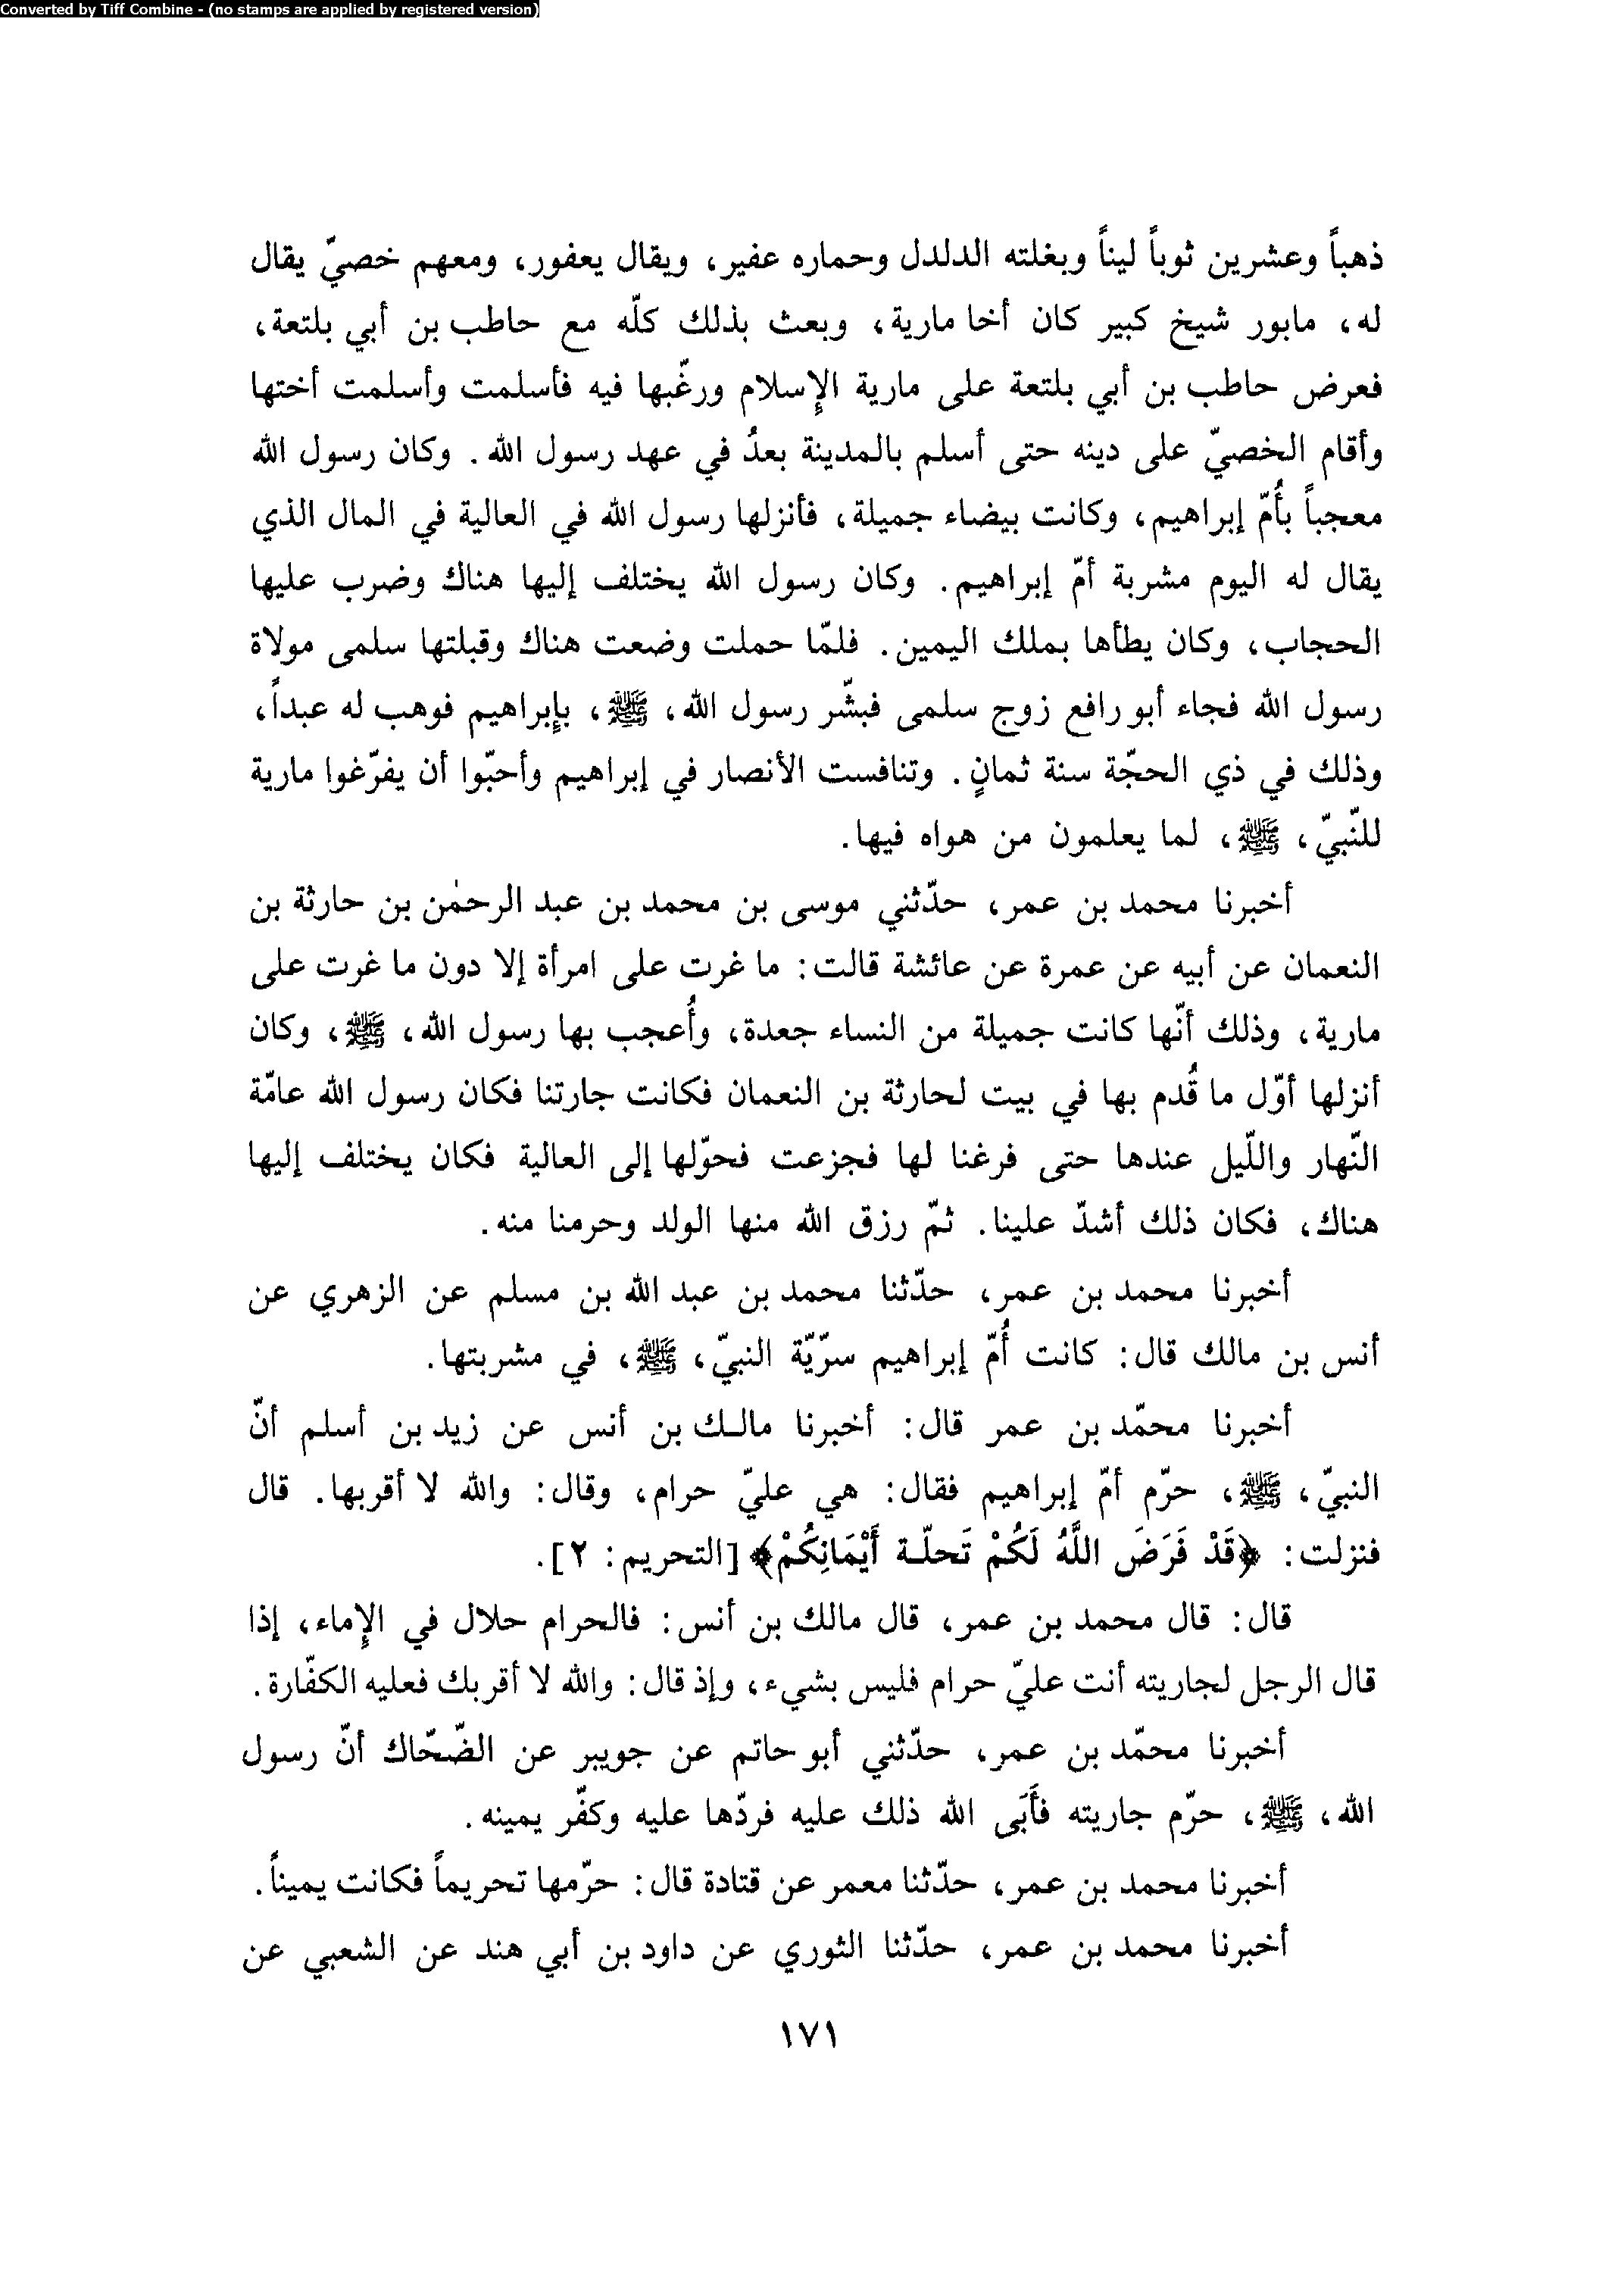 Converted by Tiff Combine - (no stamps are applied by registered version)
ذهباً وعشرين ثوباً ليناً وبغلته الدلدل وحماره عفير، ويقال يعفور، ومعهم خصيّ يقال
له، مابور شيخ كبير كان أخا مارية، وبعث بذلك كلّه مع حاطب بن أبي بلتعة،
فعرض حاطب بن أبي بلتعة على مارية الإِسلام ورغّبها فيه فأسلمت وأسلمت أختها
وأقام الخصيّ على دينه حتى أسلم بالمدينة بعدُ في عهد رسول الله. وكان رسول الله
معجباً بأُمّ إبراهيم، وكانت بيضاء جميلة، فأنزلها رسول الله في العالية في المال الذي
يقال له اليوم مشربة أمّ إبراهيم. وكان رسول الله يختلف إليها هناك وضرب عليها
الحجاب، وكان يطأها بملك اليمين. فلمّا حملت وضعت هناك وقبلتها سلمى مولاة
رسول الله فجاء أبو رافع زوج سلمى فبشّر رسول الله، ﷺ، بإبراهيم فوهب له عبداً،
وذلك في ذي الحجّة سنة ثمانٍ. وتنافست الأنصار في إبراهيم وأحبّوا أن يفرّغوا مارية
للنّبيّ، ﷺ، لما يعلمون من هواه فيها.
أخبرنا محمد بن عمر، حدّثني موسى بن محمد بن عبد الرحمٰن بن حارثة بن
النعمان عن أبيه عن عمرة عن عائشة قالت: ما غرت على امرأة إلا دون ما غرت على
مارية، وذلك أنّها كانت جميلة من النساء جعدة، وأُعجب بها رسول الله، ﷺ، وكان
أنزلها أوّل ما قُدم بها في بيت لحارثة بن النعمان فكانت جارتنا فكان رسول الله عامّة
النّهار واللّيل عندها حتى فرغنا لها فجزعت فحوّلها إلى العالية فكان يختلف إليها
هناك، فكان ذلك أشدّ علينا. ثمّ رزق الله منها الولد وحرمنا منه.
أخبرنا محمد بن عمر، حدّثنا محمد بن عبد الله بن مسلم عن الزهري عن
أنس بن مالك قال: كانت أُمّ إبراهيم سرّيّة النبيّ، ﷺ، في مشربتها.
أخبرنا محمّد بن عمر قال: أخبرنا مالك بن أنس عن زيد بن أسلم أنّ
النبيّ، ﷺ، حرّم أمّ إبراهيم فقال: هي عليّ حرام، وقال: والله لا أقربها. قال
فنزلت: ﴿قَدْ فَرَضَ اللَّهُ لَكُمْ تَحلّـة أَيْمَانِكُمْ﴾ [التحريم: ٢].
قال: قال محمد بن عمر، قال مالك بن أنس: فالحرام حلال في الإِماء، إذا
قال الرجل لجاريته أنت عليّ حرام فليس بشيء، وإذ قال: والله لا أقربك فعليه الكفّارة.
أخبرنا محمّد بن عمر، حدّثني أبو حاتم عن جويبر عن الضّحّاك أنّ رسول
الله، ﷺ، حرّم جاريته فأَبَى الله ذلك عليه فردّها عليه وكفّر يمينه.
أخبرنا محمد بن عمر، حدّثنا معمر عن قتادة قال: حرّمها تحريماً فكانت يميناً.
أخبرنا محمد بن عمر، حدّثنا الثوري عن داود بن أبي هند عن الشعبي عن
١٧١